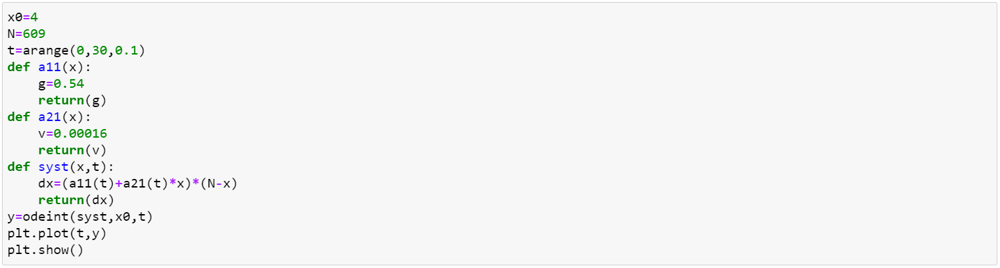 x0=4
N=609
t=arange(0,30,0.1)
def a11(x):
    g=0.54
    return(g)
def a21(x):
    v=0.00016
    return(v)
def syst(x,t):
    dx=(a11(t)+a21(t)*x)*(N-x)
    return(dx)
y=odeint(syst,x0,t)
plt.plot(t,y)
plt.show()